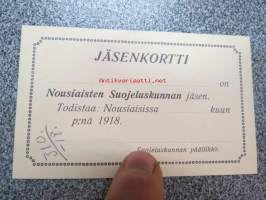 JÄSENKORTTI
on
Nousiaisten Suojeluskunnan jäsen.
Todistaa: Nousiaisissa kuun
p:nä 1918.
Suojeluskunnan päällikkö.
Antikvariaatti.net